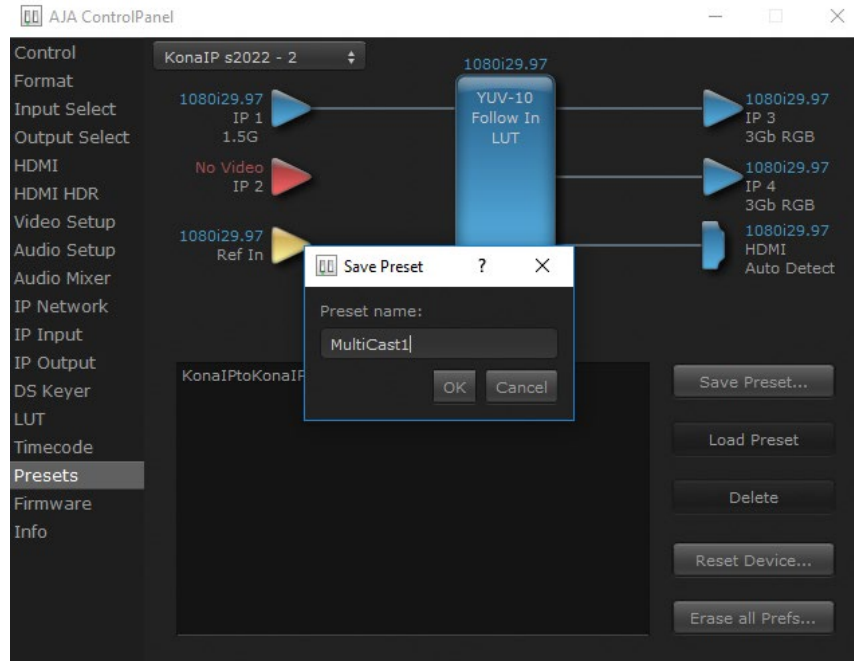 AJA ControlPanel
Control
Format
Input Select
Output Select
HDMI
HDMI HDR
Video Setup
Audio Setup
Audio Mixer
IP Network
IP Input
IP Output
DS Keyer
LUT
Timecode
Presets
Firmware
Info
KonaIP s2022 - 2
1080i29.97
IP 1
1.5G
No Video
IP 2
1080i29.97
Ref In
1080i29.97
YUV-10
Follow In
LUT
1080i29.97
IP 3
3Gb RGB
1080i29.97
IP 4
3Gb RGB
1080i29.97
HDMI
Auto Detect
Save Preset ?
Preset name:
MultiCast1
OK Cancel
KonaIPtoKonaIP
Save Preset...
Load Preset
Delete
Reset Device...
Erase all Prefs...